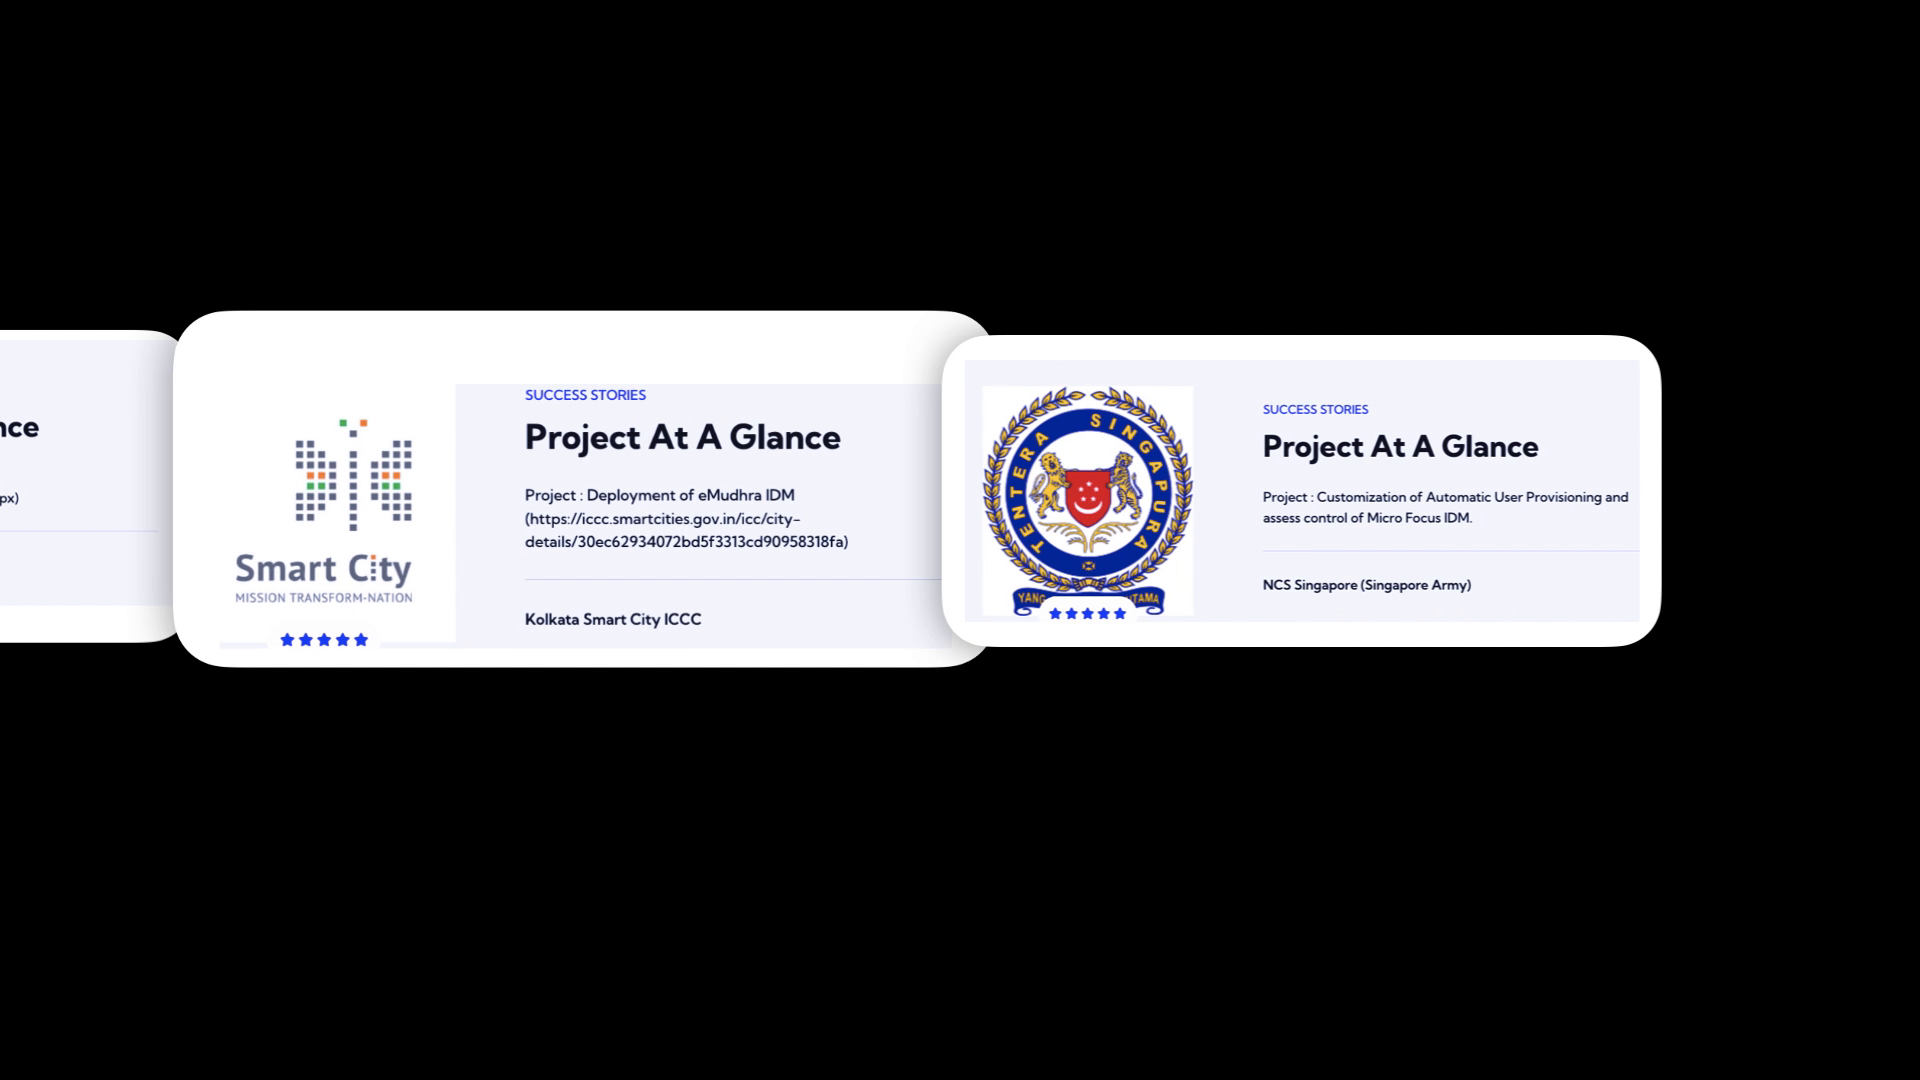 nce
px)
Smart City
MISSION TRANSFORM-NATION
SUCCESS STORIES
Project At A Glance
Project : Deployment of eMudhra IDM
(https://iccc.smartcities.gov.in/icc/city-
details/30ec62934072bd5f3313cd90958318fa)
Kolkata Smart City ICCC
TENTERA SINGAPURA
YANG
TAMA
SUCCESS STORIES
Project At A Glance
Project : Customization of Automatic User Provisioning and
assess control of Micro Focus IDM.
NCS Singapore (Singapore Army)